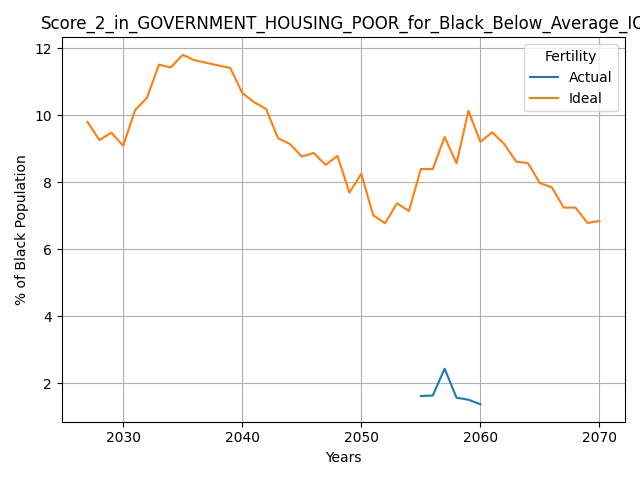 Score_2_in_GOVERNMENT_HOUSING_POOR_for_Black_Below_Average_IQ
Fertility
Actual
Ideal
% of Black Population
12
10
8
6
4
2
2030 2040 2050 2060 2070
Years